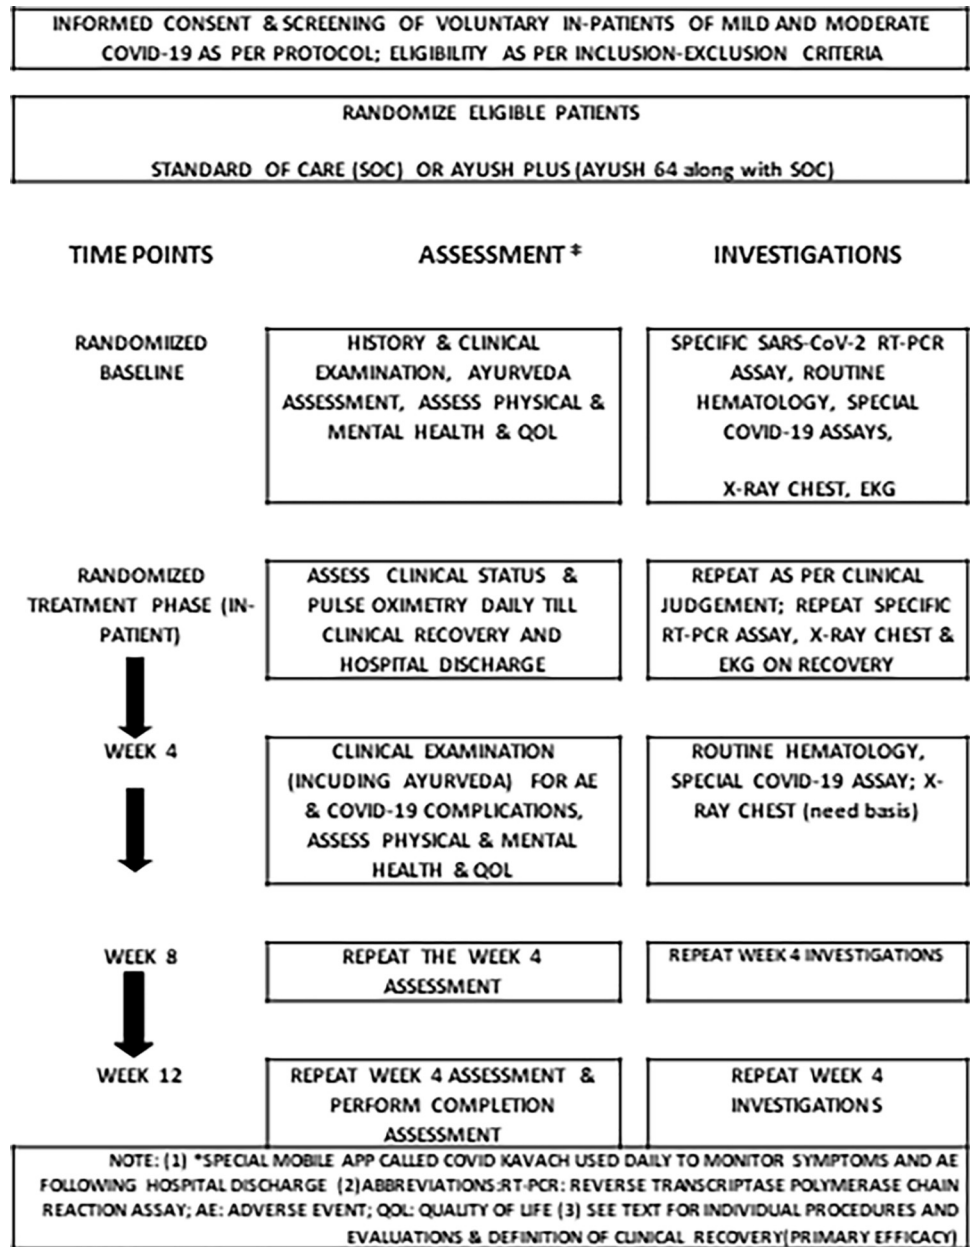 INFORMED CONSENT & SCREENING OF VOLUNTARY IN-PATIENTS OF MILD AND MODERATE
COVID-19 AS PER PROTOCOL; ELIGIBILITY AS PER INCLUSION-EXCLUSION CRITERIA
RANDOMIZE ELIGIBLE PATIENTS
STANDARD OF CARE (SOC) OR AYUSH PLUS (AYUSH 64 along with SOC)
TIME POINTS
ASSESSMENT *
INVESTIGATIONS
RANDOMIIZED
BASELINE
HISTORY & CLINICAL
EXAMINATION, AYURVEDA
ASSESSMENT, ASSESS PHYSICAL &
MENTAL HEALTH & QOL
SPECIFIC SARS-CoV-2 RT-PCR
ASSAY, ROUTINE
HEMATOLOGY, SPECIAL
COVID-19 ASSAYS,
X-RAY CHEST, EKG
RANDOMIZED
TREATMENT PHASE (IN-
PATIENT)
ASSESS CLINICAL STATUS &
PULSE OXIMETRY DAILY TILL
CLINICAL RECOVERY AND
HOSPITAL DISCHARGE
REPEAT AS PER CLINICAL
JUDGEMENT; REPEAT SPECIFIC
RT-PCR ASSAY, X-RAY CHEST &
EKG ON RECOVERY
WEEK 4
CLINICAL EXAMINATION
(INCUDING AYURVEDA) FOR AE
& COVID-19 COMPLICATIONS,
ASSESS PHYSICAL & MENTAL
HEALTH & QOL
ROUTINE HEMATOLOGY,
SPECIAL COVID-19 ASSAY; X-
RAY CHEST (need basis)
WEEK 8
REPEAT THE WEEK 4
ASSESSMENT
REPEAT WEEK 4 INVESTIGATIONS
WEEK 12
REPEAT WEEK 4 ASSESSMENT &
PERFORM COMPLETION
ASSESSMENT
REPEAT WEEK 4
INVESTIGATIONS
NOTE: (1) *SPECIAL MOBILE APP CALLED COVID KAVACH USED DAILY TO MONITOR SYMPTOMS AND AE
FOLLOWING HOSPITAL DISCHARGE (2)ABBREVIATIONS:RT-PCR: REVERSE TRANSCRIPTASE POLYMERASE CHAIN
REACTION ASSAY; AE: ADVERSE EVENT; QOL: QUALITY OF LIFE (3) SEE TEXT FOR INDIVIDUAL PROCEDURES AND
EVALUATIONS & DEFINITION OF CLINICAL RECOVERY(PRIMARY EFFICACY)